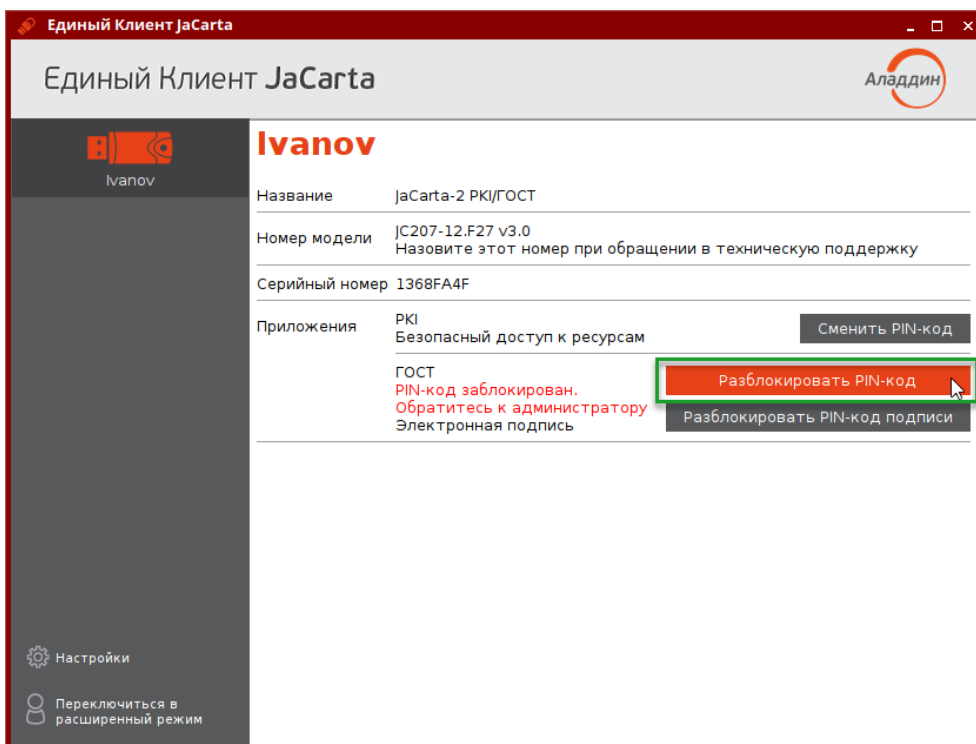 Единый Клиент JaCarta
Единый Клиент JaCarta
Аладдин
Ivanov
Ivanov
Название JaCarta-2 PKI/ГОСТ
Номер модели JC207-12.F27 v3.0
Назовите этот номер при обращении в техническую поддержку
Серийный номер 1368FA4F
Приложения PKI
Безопасный доступ к ресурсам
Сменить PIN-код
ГОСТ
PIN-код заблокирован.
Обратитесь к администратору
Электронная подпись
Разблокировать PIN-код
Разблокировать PIN-код подписи
Настройки
Переключиться в
расширенный режим